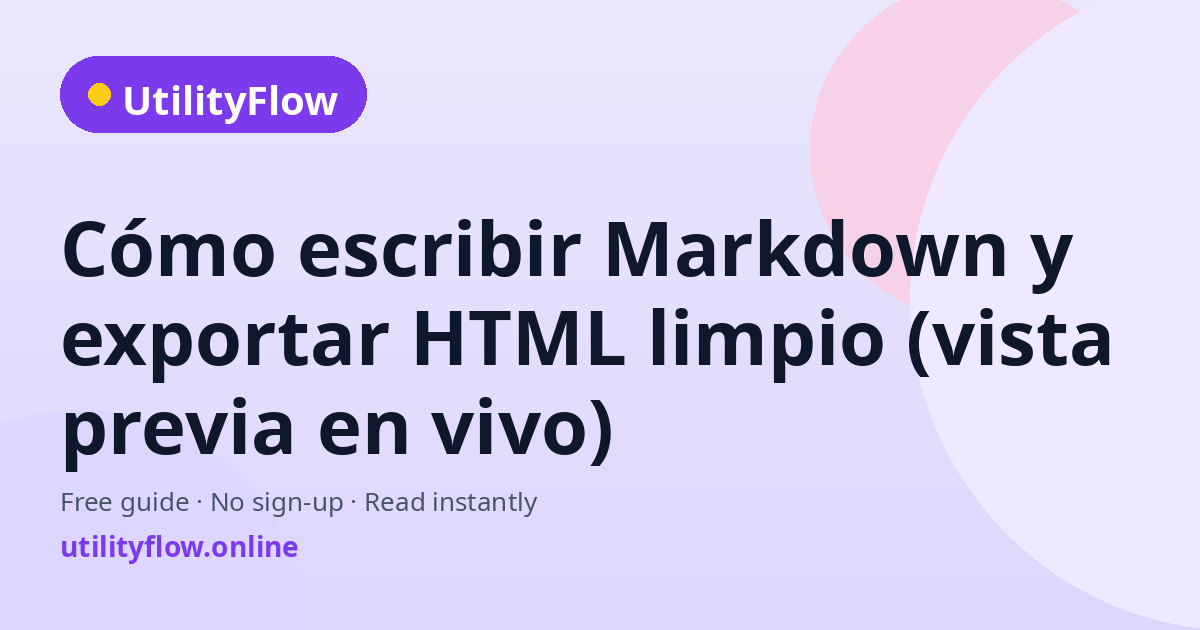 UtilityFlow
Cómo escribir Markdown y
exportar HTML limpio (vista
previa en vivo)
Free guide · No sign-up · Read instantly
utilityflow.online